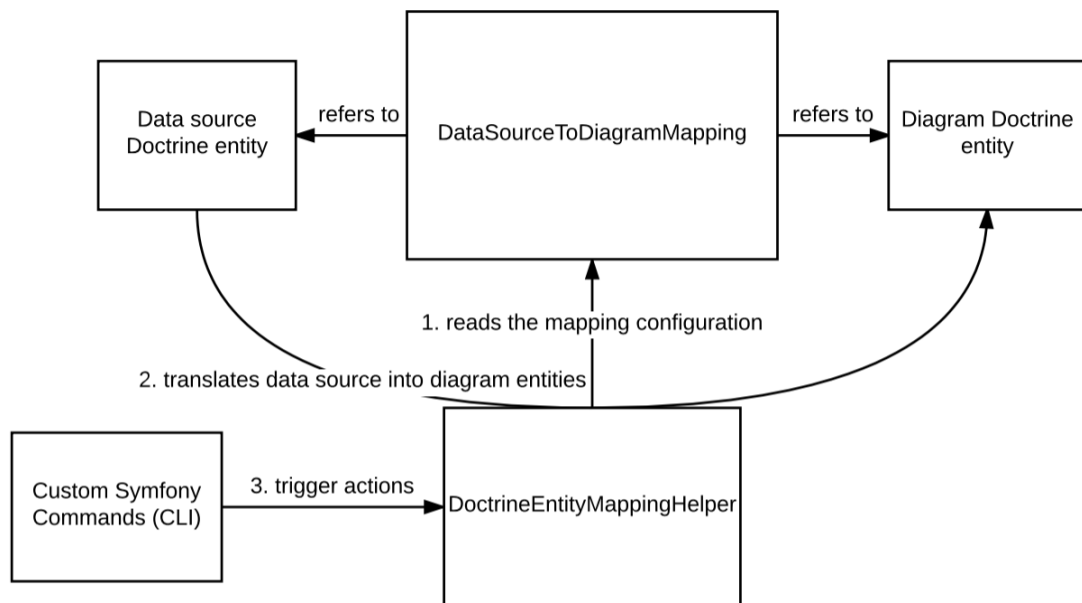 Data source
Doctrine entity
refers to
DataSourceToDiagramMapping
refers to
Diagram Doctrine
entity
1. reads the mapping configuration
2. translates data source into diagram entities
Custom Symfony
Commands (CLI)
3. trigger actions
DoctrineEntityMappingHelper